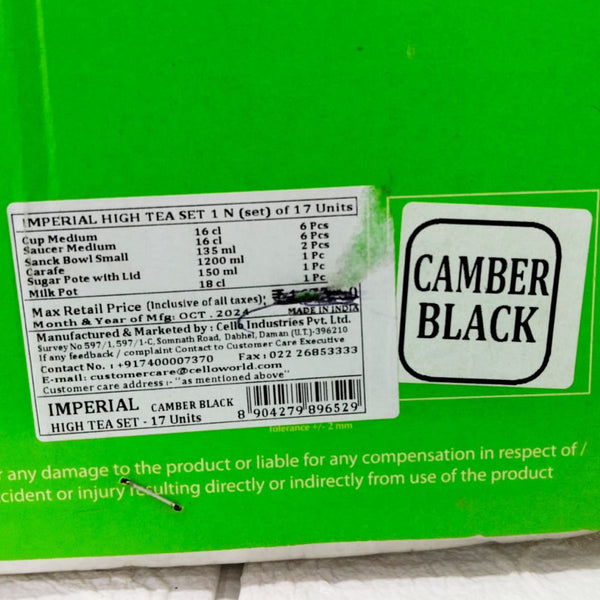 IMPERIAL HIGH TEA SET 1 N (set) of 17 Units
Cup Medium 16 cl 6 Pcs
Saucer Medium 16 cl 6 Pcs
Sanck Bowl Small 135 ml 2 Pcs
Carafe 1200 ml 1 Pc
Sugar Pote with Lid 150 ml 1 Pc
Milk Pot 18 cl 1 Pc
Max Retail Price (Inclusive of all taxes):
Month & Year of Mfg: OCT . 2024 MADE IN INDIA
Manufactured & Marketed by : Cello Industries Pvt. Ltd.
Survey No 597/1,597/1-C, Somnath Road, Dabhel, Daman (U.T.)-396210
If any feedback / complaint Contact to Customer Care Executive
Contact No. : +917400007370 Fax : 022 26853333
E-mail : customercare@celloworld.com
Customer care address :- "as mentioned above"
IMPERIAL CAMBER BLACK
HIGH TEA SET - 17 Units
8 904279 896529
CAMBER
BLACK
Tolerance +/- 2 mm
any damage to the product or liable for any compensation in respect of /
cident or injury resulting directly or indirectly from use of the product